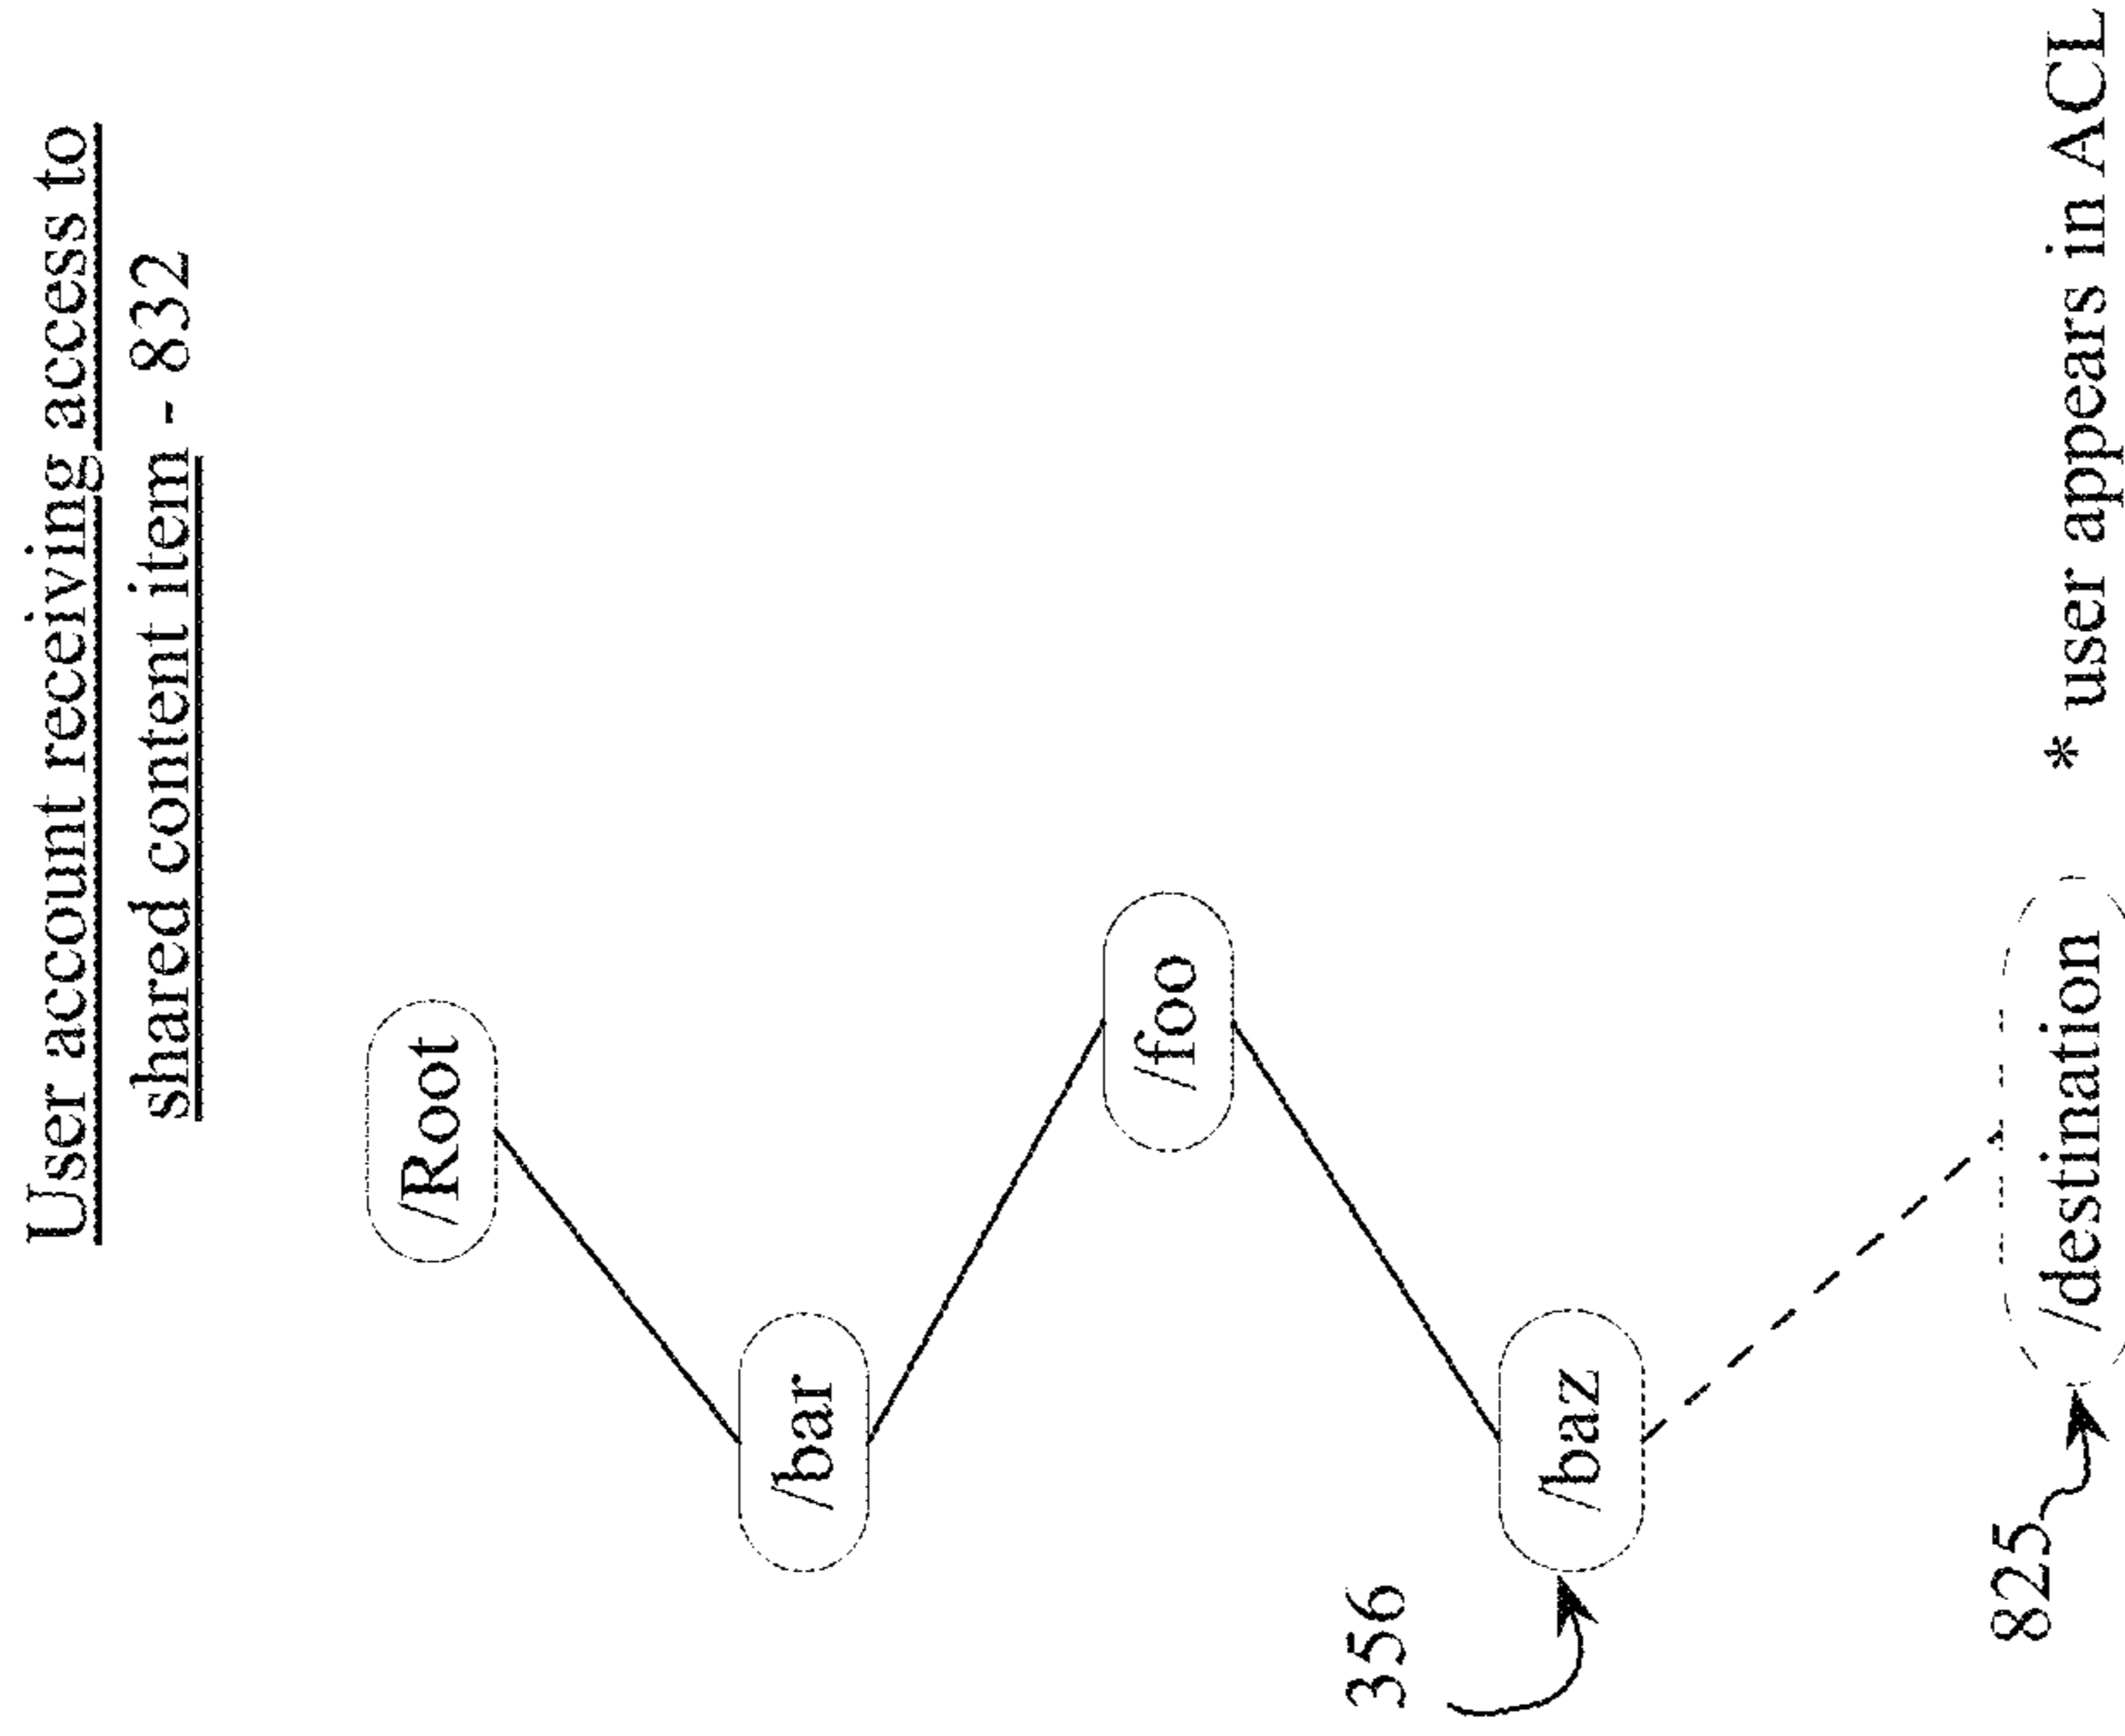 User account receiving access to
shared content item - 832
/Root
/bar
/foo
356
/baz
825
/destination
* user appears in ACL